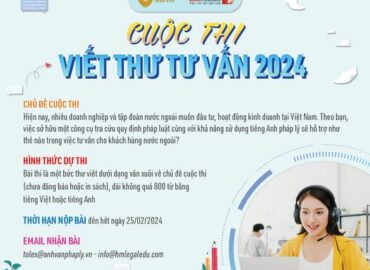 CUỘC THI
VIẾT THƯ TƯ VẤN 2024
CHỦ ĐỀ CUỘC THI
Hiện nay, nhiều doanh nghiệp và tập đoàn nước ngoài muốn đầu tư, hoạt động kinh doanh tại Việt Nam. Theo bạn,
việc sở hữu một công cụ tra cứu quy định pháp luật cùng với khả năng sử dụng tiếng Anh pháp lý sẽ hỗ trợ như
thế nào trong việc tư vấn cho khách hàng nước ngoài?
HÌNH THỨC DỰ THI
Bài thi là một bức thư viết dưới dạng văn xuôi về chủ đề cuộc thi
(chưa đăng báo hoặc in sách), dài không quá 800 từ bằng
tiếng Việt hoặc tiếng Anh
THỜI HẠN NỘP BÀI đến hết ngày 25/02/2024
EMAIL NHẬN BÀI
toles@anhvanphaply.vn - info@hmlegaledu.com